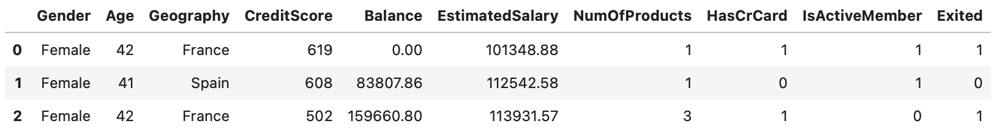 Gender Age Geography CreditScore Balance EstimatedSalary NumOfProducts HasCrCard IsActiveMember Exited
0 Female 42 France 619 0.00 101348.88 1 1 1 1
1 Female 41 Spain 608 83807.86 112542.58 1 0 1 0
2 Female 42 France 502 159660.80 113931.57 3 1 0 1